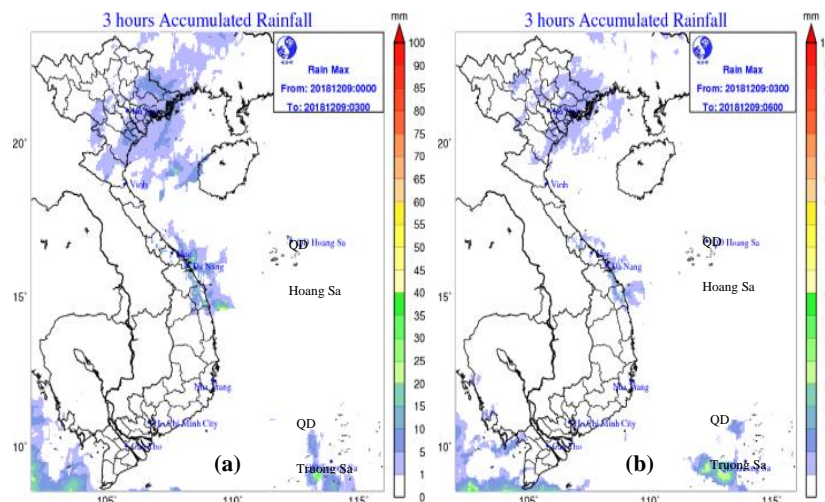 3 hours Accumulated Rainfall
mm
Rain Max
From: 20181209:0000
To: 20181209:0300
100
90
85
80
75
70
65
60
55
50
45
40
35
30
25
20
15
10
5
1
0
20°
15°
10°
105°
110°
115°
Vinh
Da Nang
Nha Trang
Ho Chi Minh City
QD
Hoang Sa
Hoang Sa
QD
Truong Sa
(a)
3 hours Accumulated Rainfall
mm
Rain Max
From: 20181209:0300
To: 20181209:0600
20°
15°
10°
105°
110°
115°
Vinh
Da Nang
Nha Trang
Ho Chi Minh City
QD
Hoang Sa
Hoang Sa
QD
Truong Sa
(b)